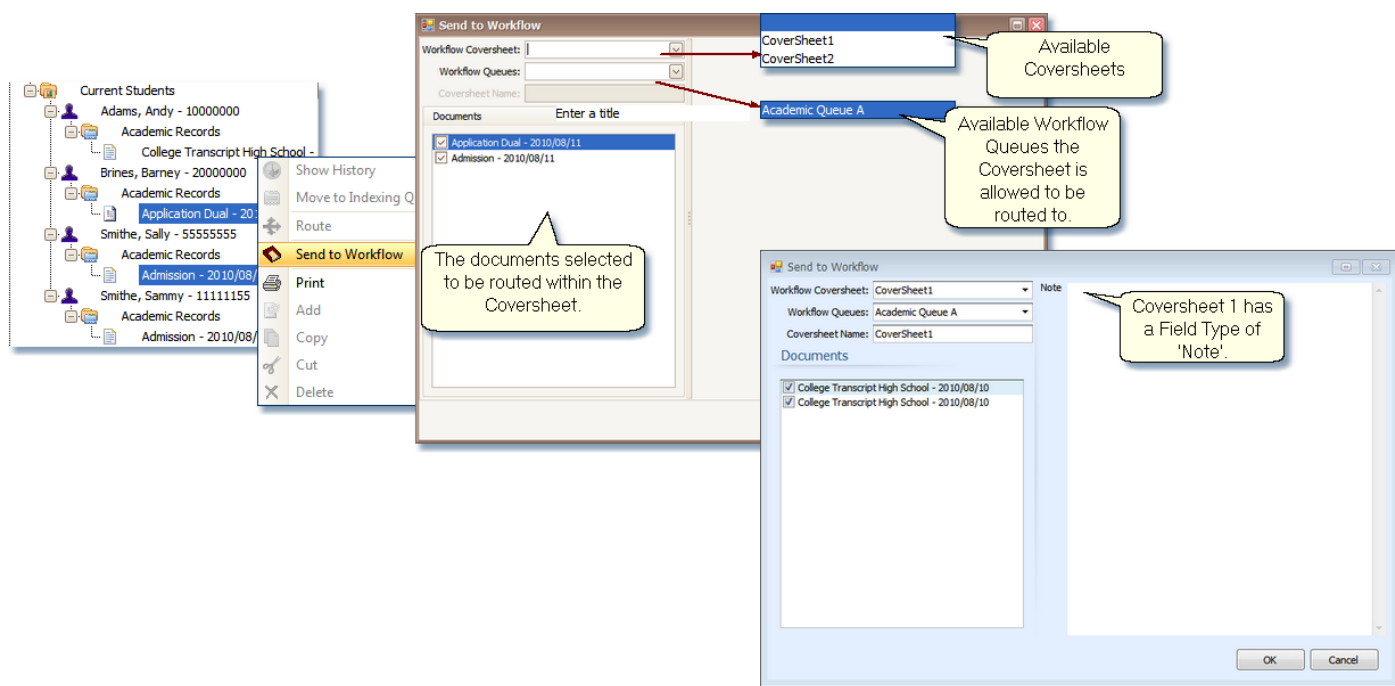 Current Students
Adams, Andy - 10000000
Academic Records
College Transcript High School -
Brines, Barney - 20000000
Academic Records
Application Dual - 20
Smithe, Sally - 55555555
Academic Records
Admission - 2010/08/
Smithe, Sammy - 11111155
Academic Records
Admission - 2010/08/
Show History
Move to Indexing Q
Route
Send to Workflow
Print
Add
Copy
Cut
Delete
Send to Workflow
Workflow Coversheet:
Workflow Queues:
Coversheet Name:
Documents
Enter a title
Application Dual - 2010/08/11
Admission - 2010/08/11
The documents selected
to be routed within the
Coversheet.
CoverSheet1
CoverSheet2
Available
Coversheets
Academic Queue A
Available Workflow
Queues the
Coversheet is
allowed to be
routed to.
Send to Workflow
Workflow Coversheet: CoverSheet1
Workflow Queues: Academic Queue A
Coversheet Name: CoverSheet1
Documents
College Transcript High School - 2010/08/10
College Transcript High School - 2010/08/10
Note
Coversheet 1 has
a Field Type of
'Note'.
OK
Cancel